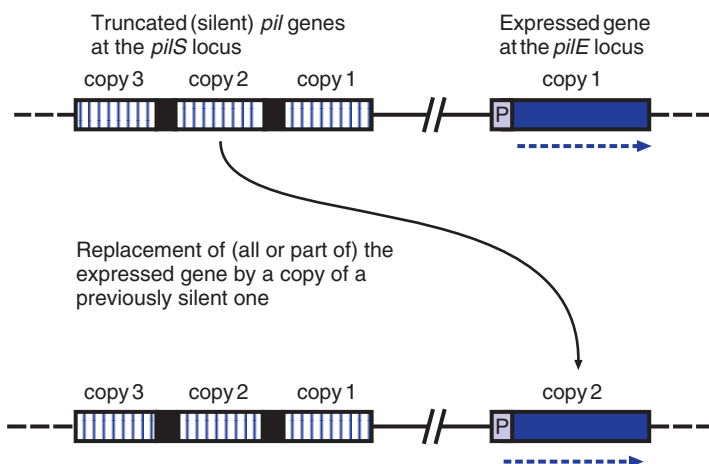 Truncated (silent) pil genes
at the pilS locus
Expressed gene
at the pilE locus
copy 3 copy 2 copy 1 copy 1
P
Replacement of (all or part of) the
expressed gene by a copy of a
previously silent one
copy 3 copy 2 copy 1 copy 2
P